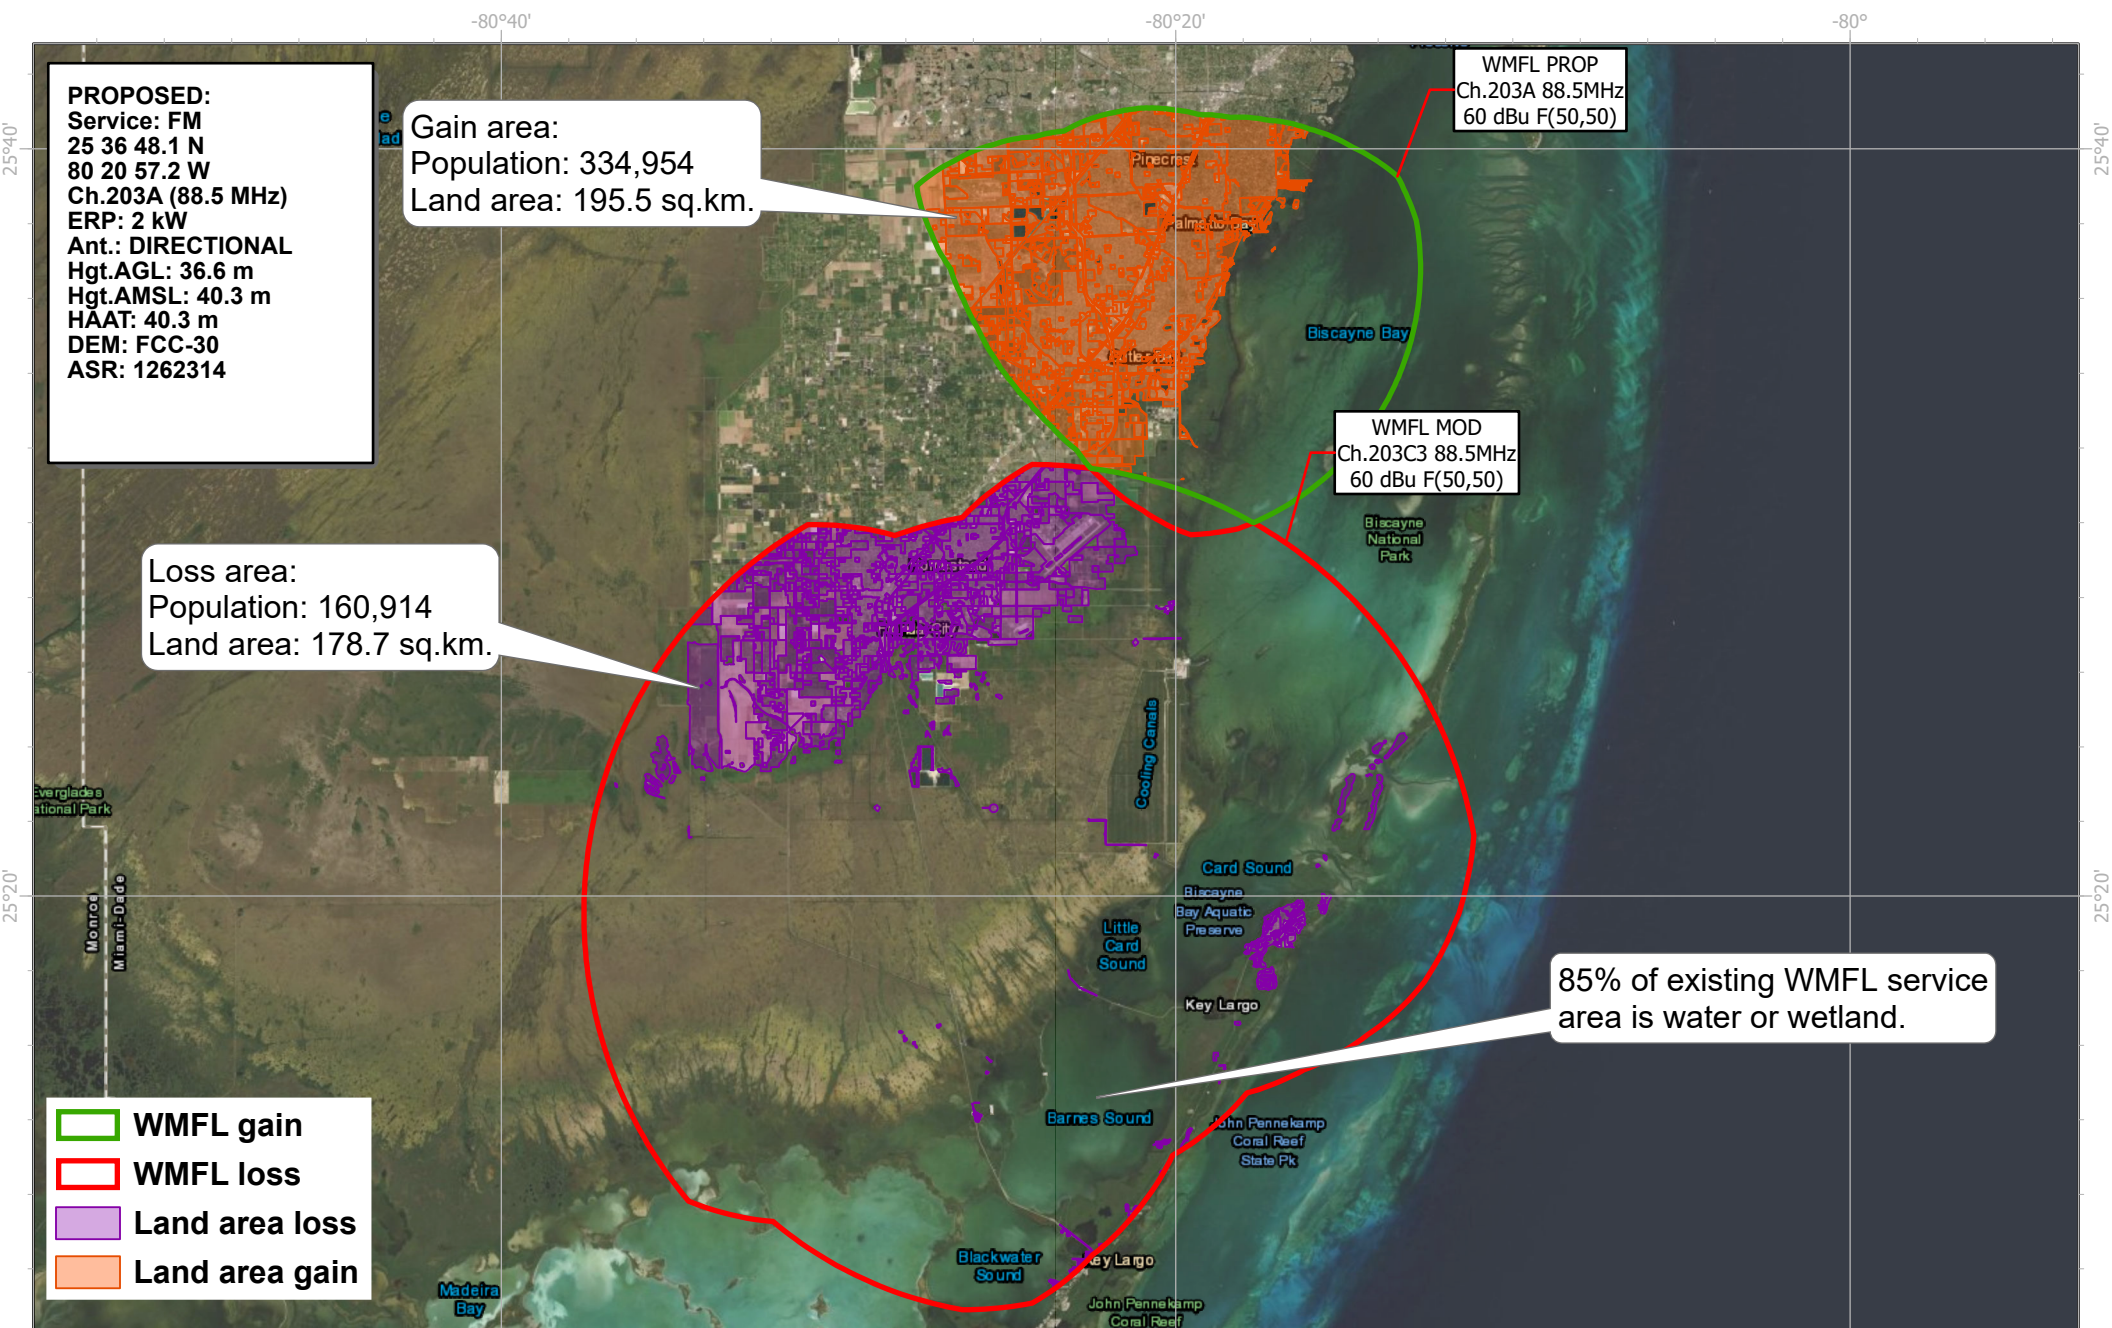 -80°40'
-80°20'
-80°
25°40'
25°40'
25°20'
25°20'
PROPOSED:
Service: FM
25 36 48.1 N
80 20 57.2 W
Ch.203A (88.5 MHz)
ERP: 2 kW
Ant.: DIRECTIONAL
Hgt.AGL: 36.6 m
Hgt.AMSL: 40.3 m
HAAT: 40.3 m
DEM: FCC-30
ASR: 1262314
Gain area:
Population: 334,954
Land area: 195.5 sq.km.
WMFL PROP
Ch.203A 88.5MHz
60 dBu F(50,50)
Pinecrest
Palmetto Bay
Cutler Bay
Biscayne Bay
WMFL MOD
Ch.203C3 88.5MHz
60 dBu F(50,50)
Biscayne
National
Park
Loss area:
Population: 160,914
Land area: 178.7 sq.km.
Homestead
Cooling Canals
Everglades
ational Park
Monroe
Miami-Dade
Card Sound
Biscayne
Bay Aquatic
Preserve
Little
Card
Sound
Key Largo
85% of existing WMFL service
area is water or wetland.
Barnes Sound
John Pennekamp
Coral Reef
State Pk
WMFL gain
WMFL loss
Land area loss
Land area gain
Blackwater
Sound
Key Largo
Madeira
Bay
John Pennekamp
Coral Reef